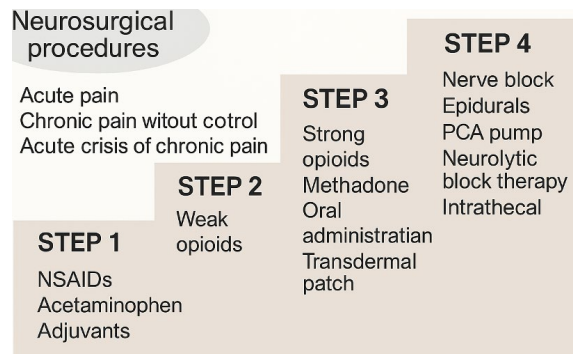 Neurosurgical
procedures
Acute pain
Chronic pain witout cotrol
Acute crisis of chronic pain
STEP 1
NSAIDs
Acetaminophen
Adjuvants
STEP 2
Weak
opioids
STEP 3
Strong
opioids
Methadone
Oral
administratian
Transdermal
patch
STEP 4
Nerve block
Epidurals
PCA pump
Neurolytic
block therapy
Intrathecal